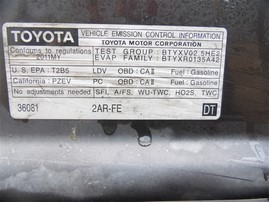 TOYOTA VEHICLE EMISSION CONTROL INFORMATION
TOYOTA MOTOR CORPORATION
Conforms to regulations TEST GROUP: BTYXV02.5HE2
2011MY EVAP FAMILY: BTYXR0135A42
U.S. EPA: T2B5 LDV OBD: CAII Fuel: Gasoline
California: PZEV PC OBD: CAII Fuel: Gasoline
No adjustments needed. SFI, A/FS, WU-TWC, HO2S, TWC
36081 2AR-FE DT